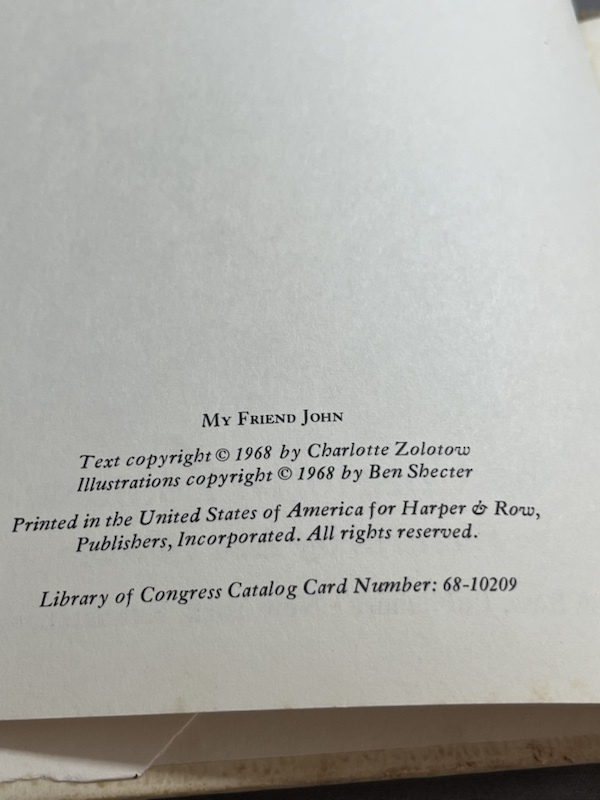 My Friend John
Text copyright © 1968 by Charlotte Zolotow
Illustrations copyright © 1968 by Ben Shecter
Printed in the United States of America for Harper & Row,
Publishers, Incorporated. All rights reserved.
Library of Congress Catalog Card Number: 68-10209